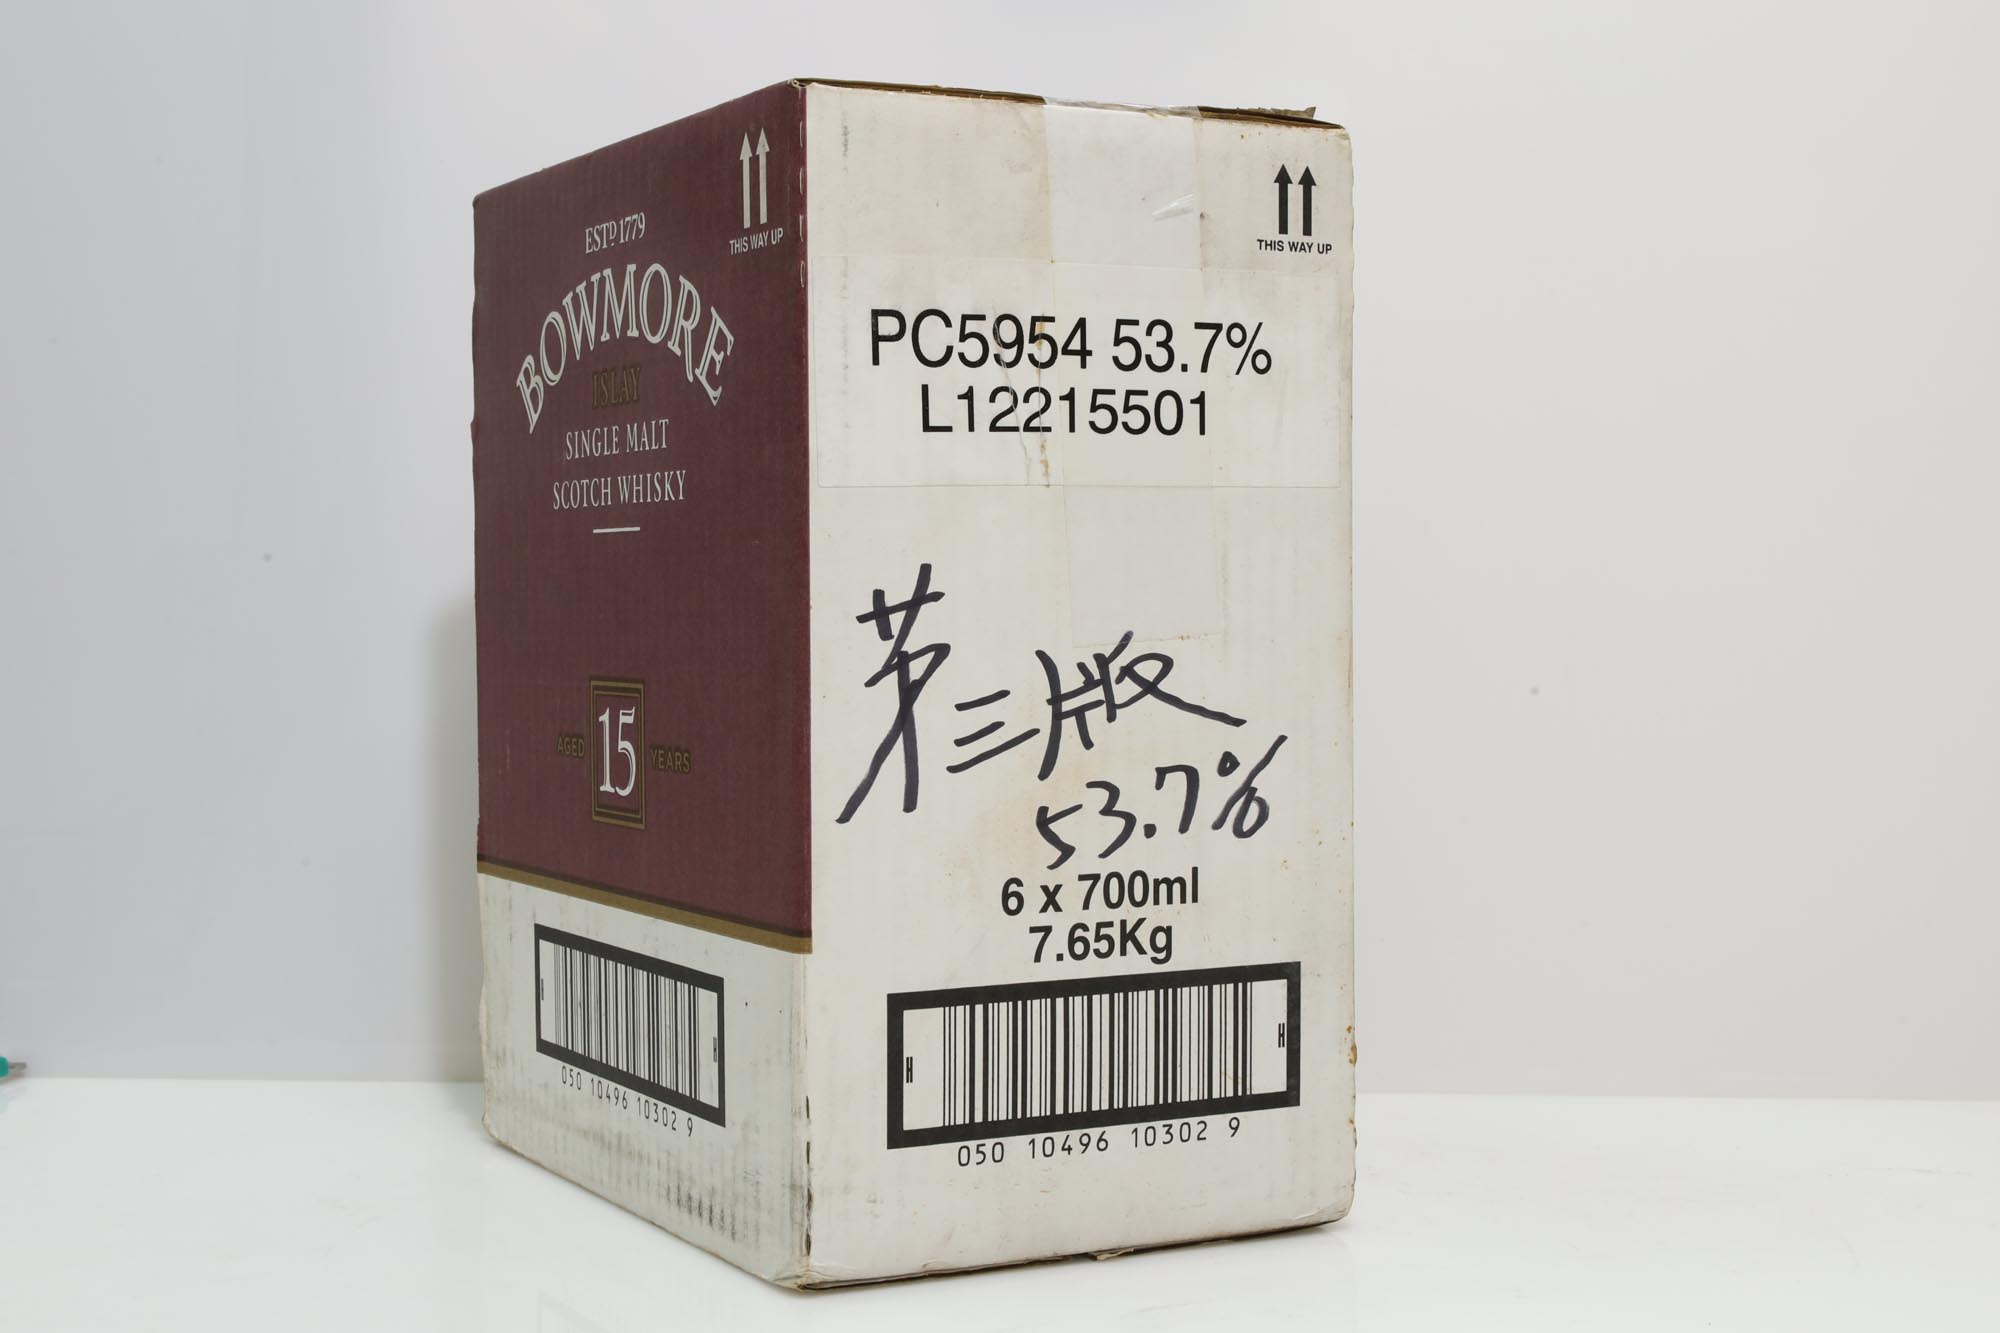 ESTD 1779
BOWMORE
ISLAY
SINGLE MALT
SCOTCH WHISKY
AGED 15 YEARS
THIS WAY UP
050 10496 10302 9
THIS WAY UP
PC5954 53.7%
L12215501
第三版
53.7%
6 x 700ml
7.65Kg
H
H
050 10496 10302 9